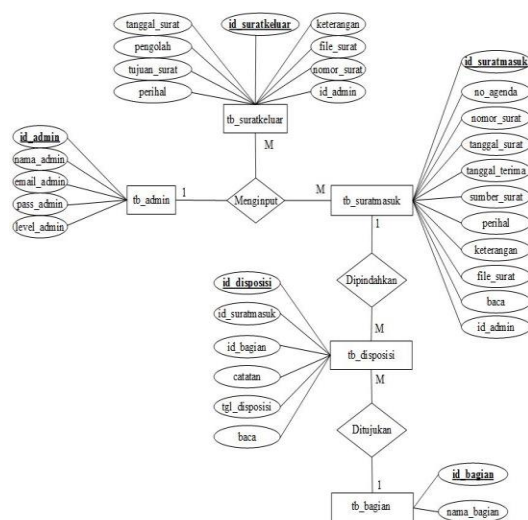 tanggal_surat
id_suratkeluar
keterangan
pengolah
file_surat
tujuan_surat
nomor_surat
perihal
id_admin
tb_suratkeluar
M
id_suratmasuk
no_agenda
nomor_surat
tanggal_surat
tanggal_terima
sumber_surat
perihal
keterangan
file_surat
baca
id_admin
id_admin
nama_admin
email_admin
pass_admin
level_admin
tb_admin
1
Menginput
M
tb_suratmasuk
1
Dipindahkan
M
id_disposisi
id_suratmasuk
id_bagian
catatan
tgl_disposisi
baca
tb_disposisi
M
Ditujukan
1
tb_bagian
id_bagian
nama_bagian